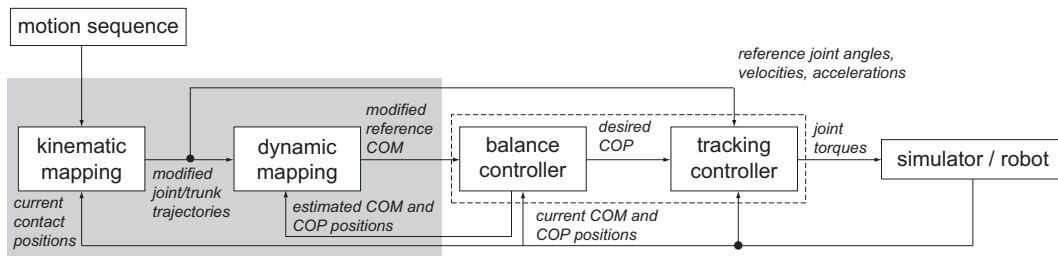 motion sequence
reference joint angles,
velocities, accelerations
modified
reference
COM
kinematic
mapping
dynamic
mapping
balance
controller
desired
COP
tracking
controller
joint
torques
simulator / robot
modified
joint/trunk
trajectories
current
contact
positions
estimated COM and
COP positions
current COM and
COP positions